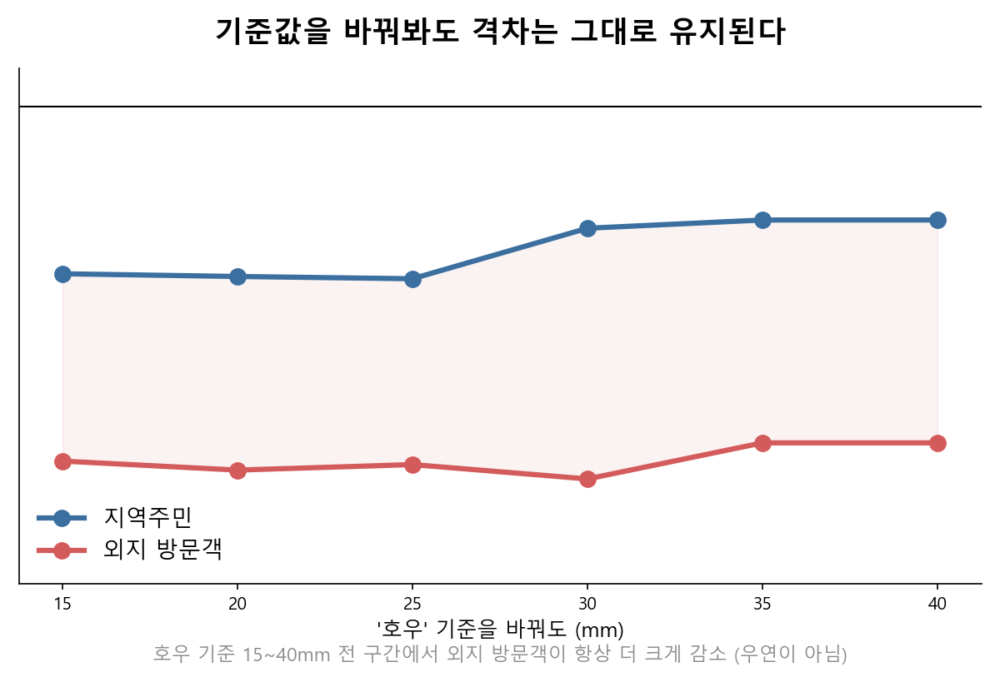 기준값을 바꿔봐도 격차는 그대로 유지된다
지역주민
외지 방문객
15 20 25 30 35 40
'호우' 기준을 바꿔도 (mm)
호우 기준 15~40mm 전 구간에서 외지 방문객이 항상 더 크게 감소 (우연이 아님)